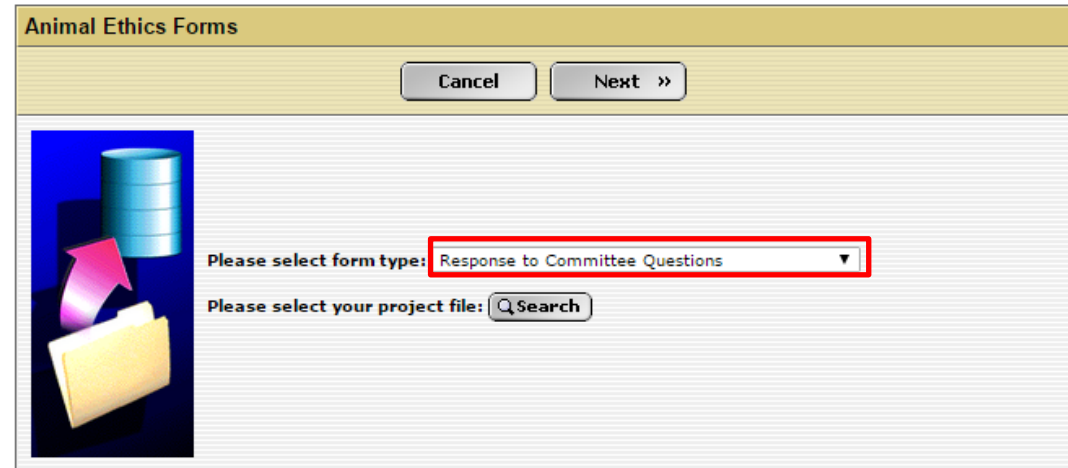 Animal Ethics Forms
Cancel Next »
Please select form type: Response to Committee Questions
Please select your project file: Search